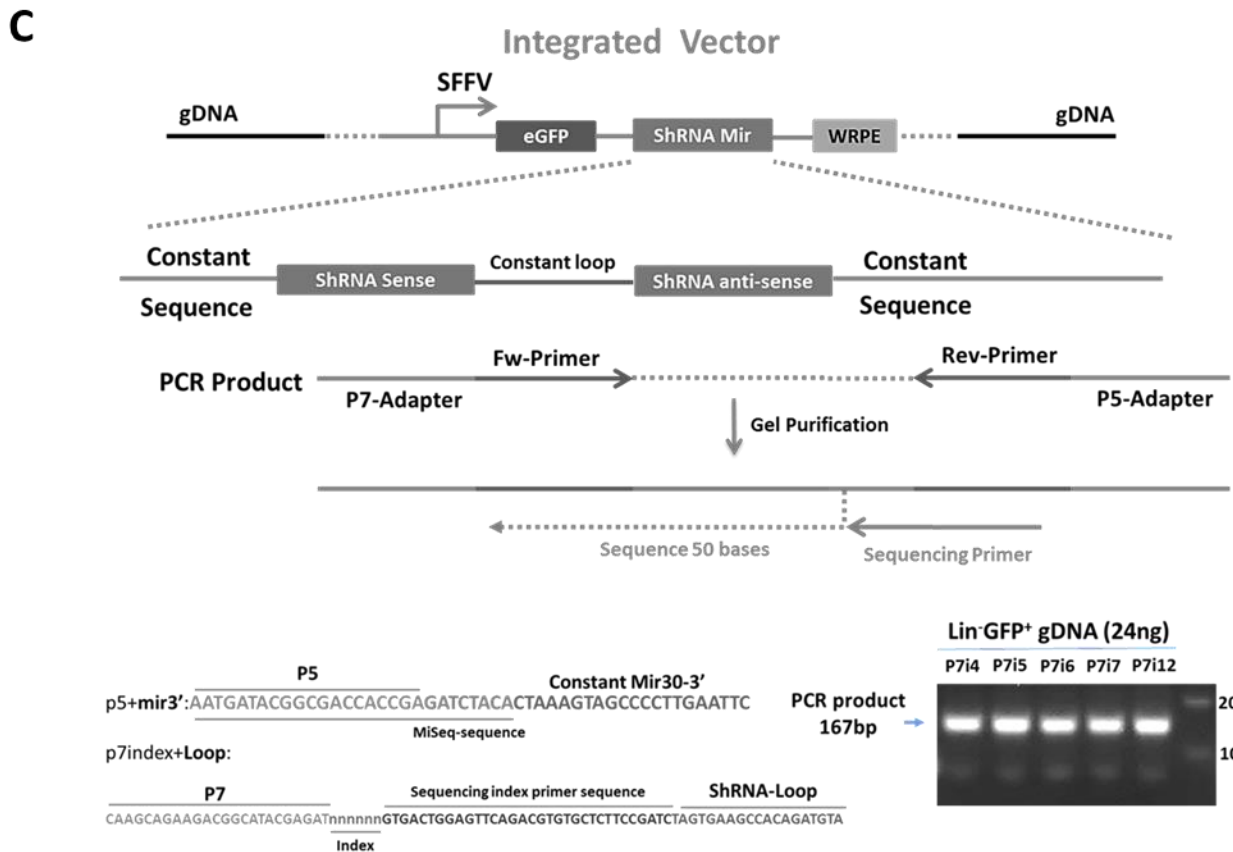 C
Integrated Vector
SFFV
gDNA
gDNA
eGFP
ShRNA Mir
WRPE
Constant
Sequence
ShRNA Sense
Constant loop
ShRNA anti-sense
Constant
Sequence
Fw-Primer
Rev-Primer
PCR Product
P7-Adapter
P5-Adapter
Gel Purification
Sequence 50 bases
Sequencing Primer
P5
Constant Mir30-3'
p5+mir3':AATGATACGGCGACCACCGAGATCTACACTAAAGTAGCCCCTTGAATTC
MiSeq-sequence
p7index+Loop:
P7
Sequencing index primer sequence
ShRNA-Loop
CAAGCAGAAGACGGCATACGAGATnnnnnnGTGACTGGAGTTCAGACGTGTGCTCTTCCGATCTAGTGAAGCCACAGATGTA
Index
Lin-GFP+ gDNA (24ng)
P7i4 P7i5 P7i6 P7i7 P7i12
PCR product
167bp
20
10